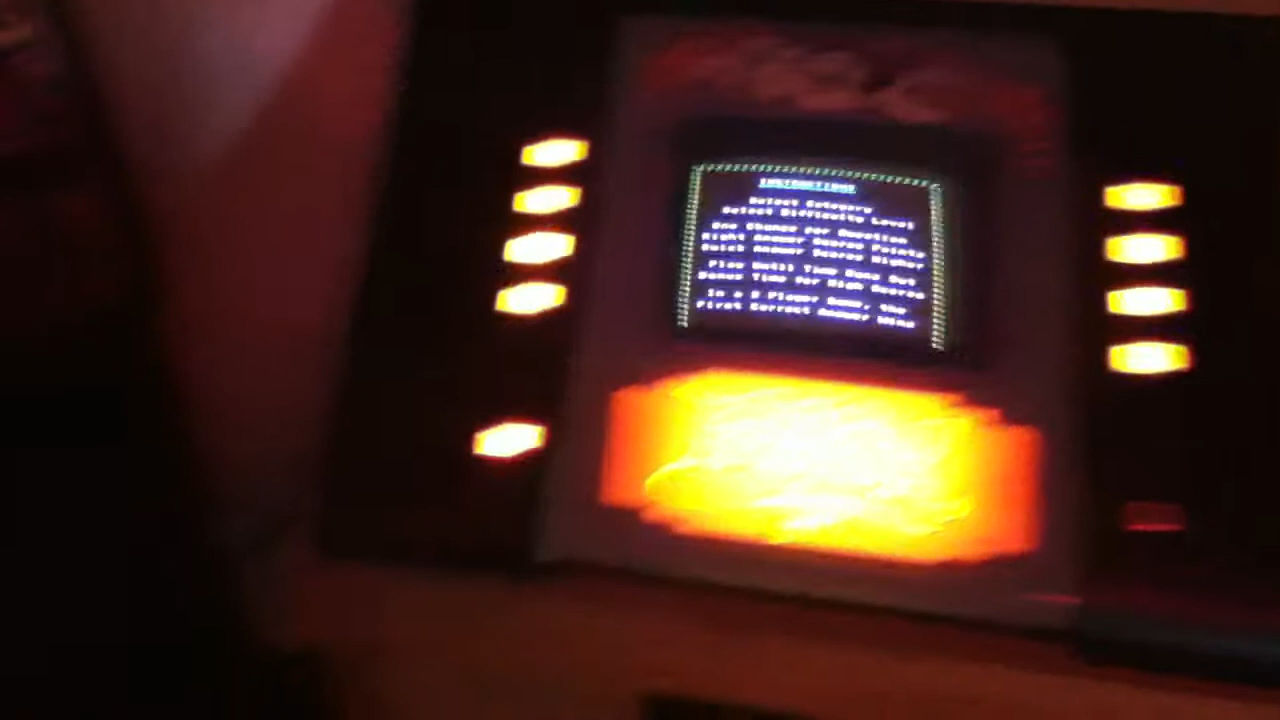 INSTRUCTIONS
Select Category
Select Difficulty Level
One Chance Per Question
Right Answer Scores Points
Quick Answer Scores Higher
Play Until Time Runs Out
Bonus Time For High Scores
In a 2 Player Game, the
First Correct Answer Wins